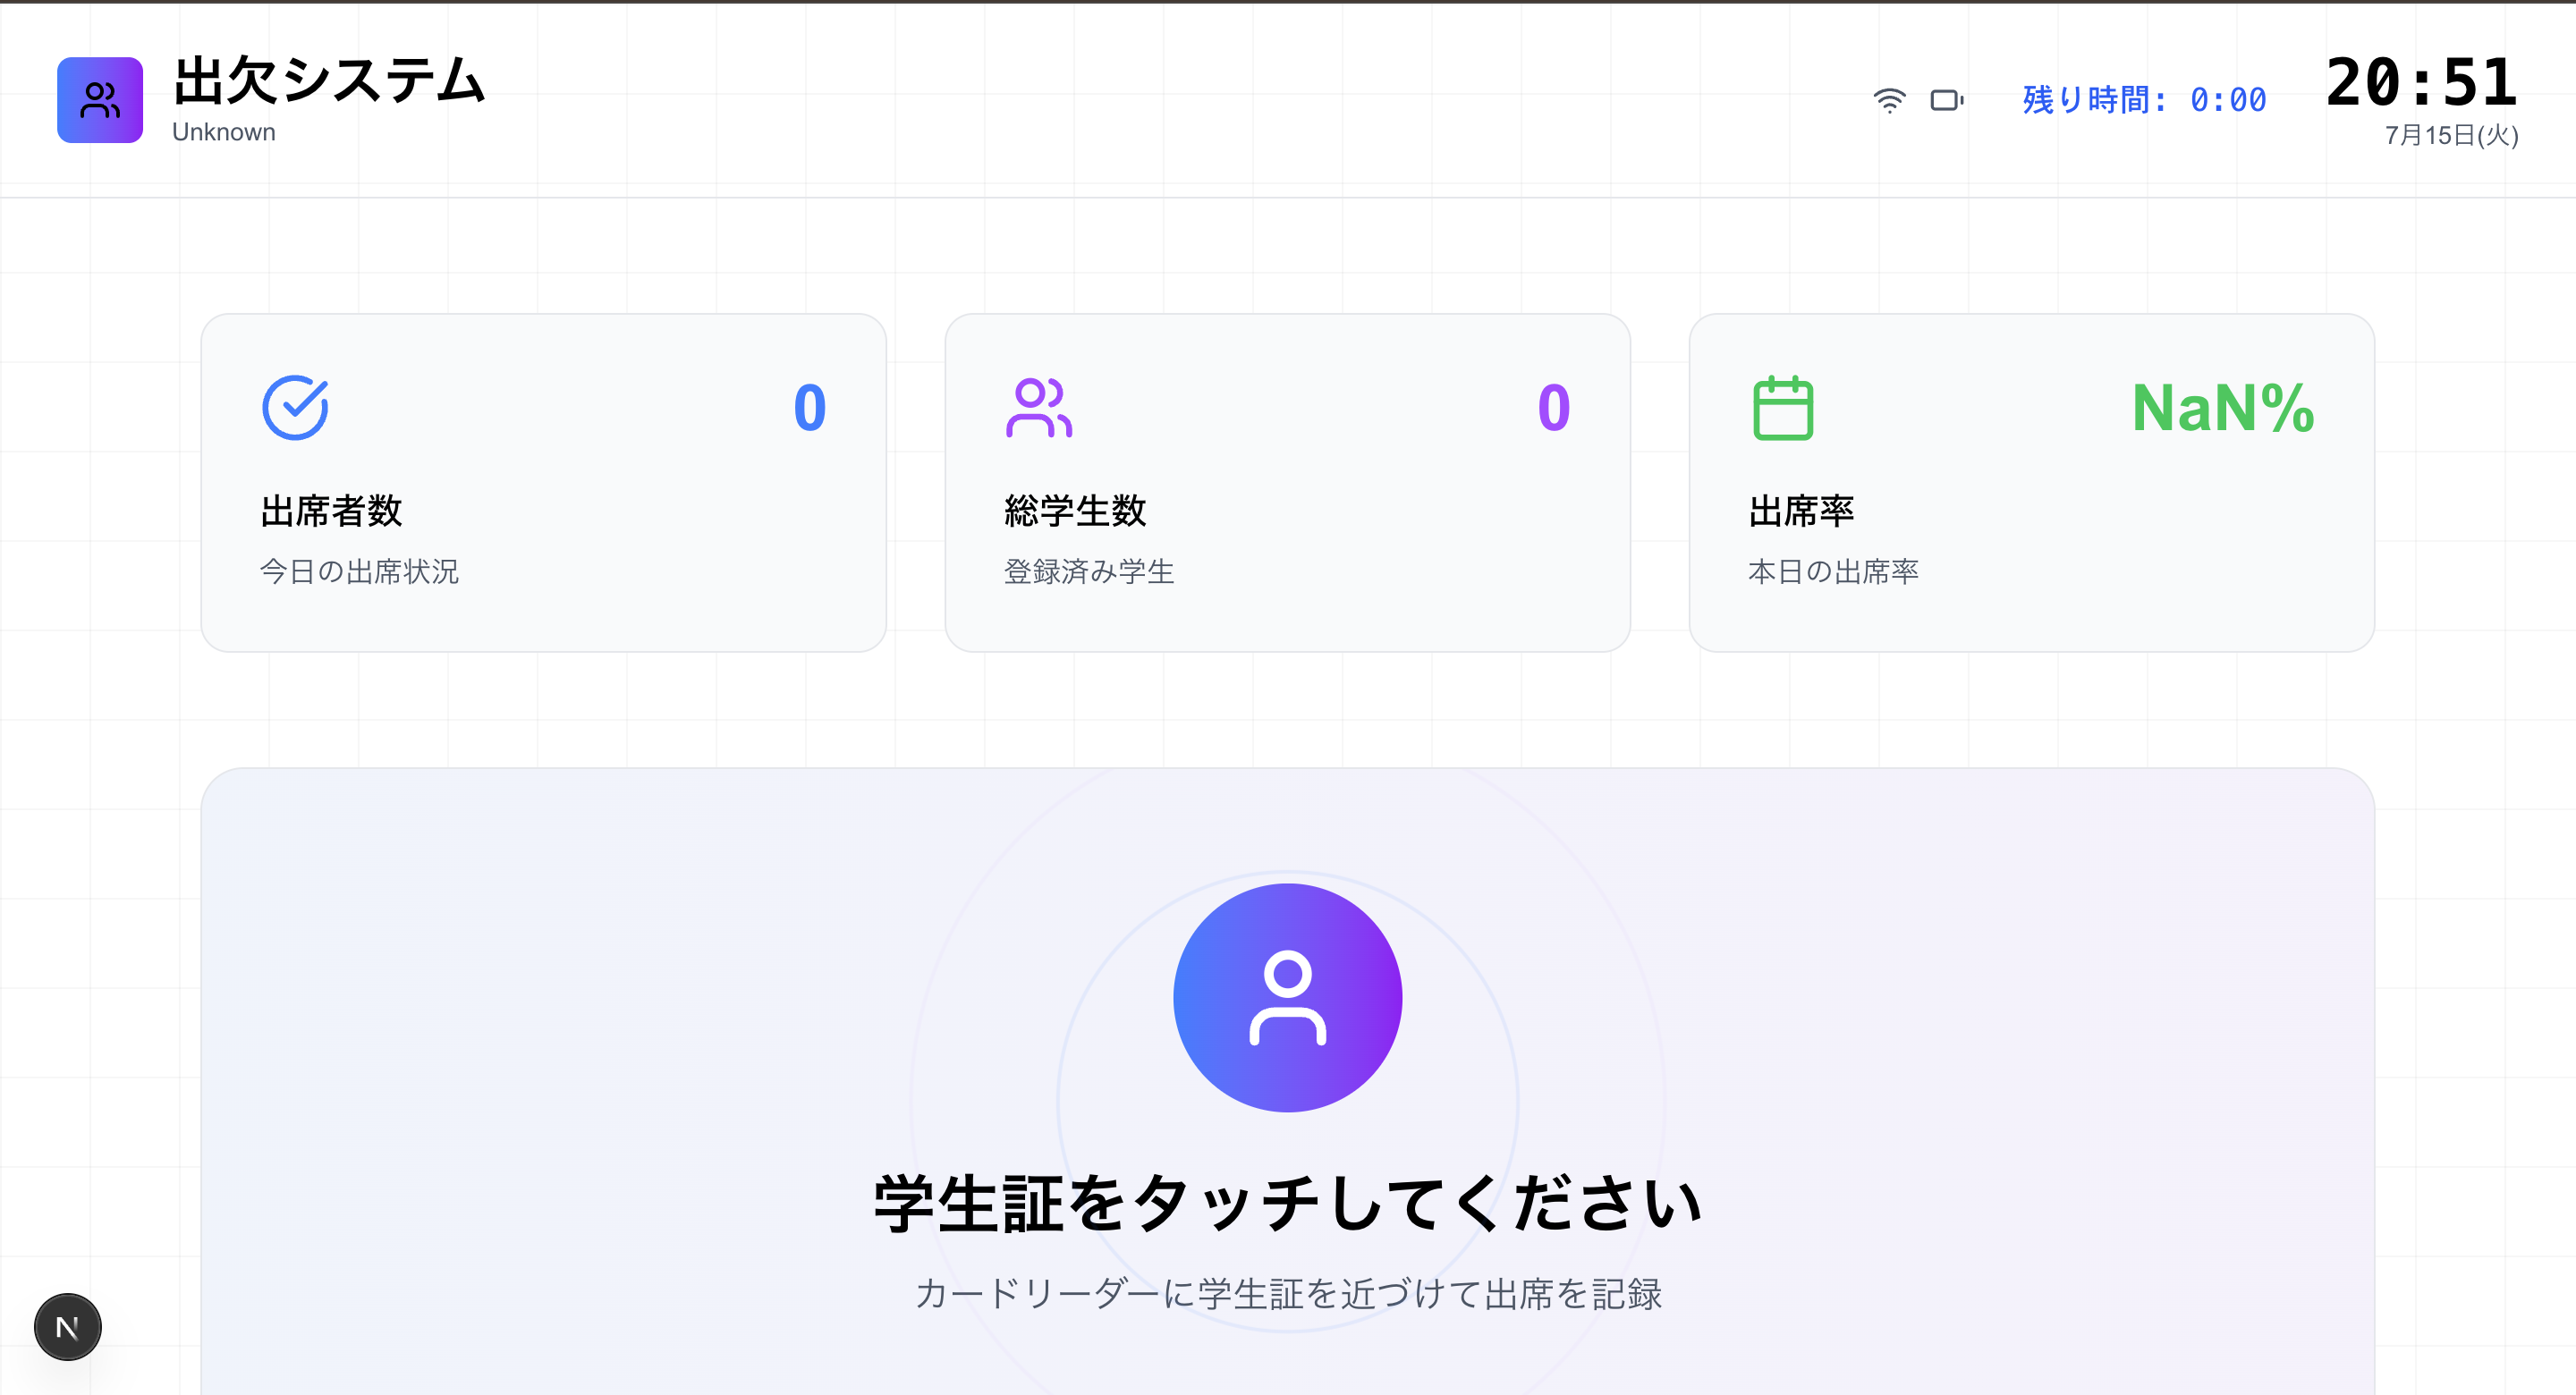 出欠システム
Unknown
残り時間: 0:00
20:51
7月15日(火)
0
出席者数
今日の出席状況
0
総学生数
登録済み学生
NaN%
出席率
本日の出席率
学生証をタッチしてください
カードリーダーに学生証を近づけて出席を記録
N